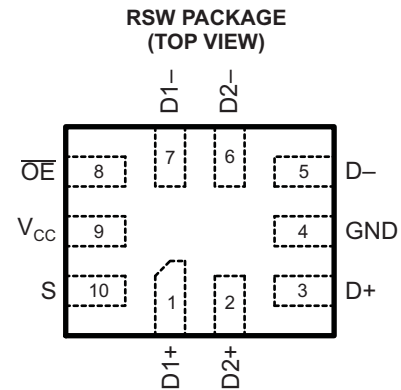 RSW PACKAGE
(TOP VIEW)
D1–
D2–
OE
8
7
6
5
D–
VCC
9
4
GND
S
10
1
2
3
D+
D1+
D2+